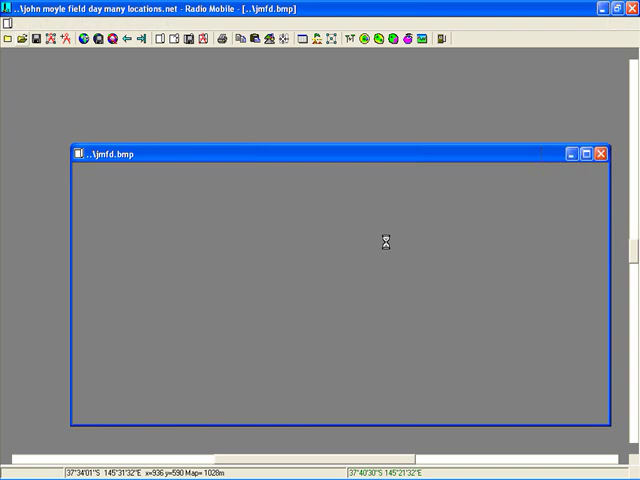 ..\john moyle field day many locations.net - Radio Mobile - [..\jmfd.bmp]
..\jmfd.bmp
37°34'01''S 145°31'32''E x=936 y=590 Map= 1028m
37°40'30''S 145°21'32''E